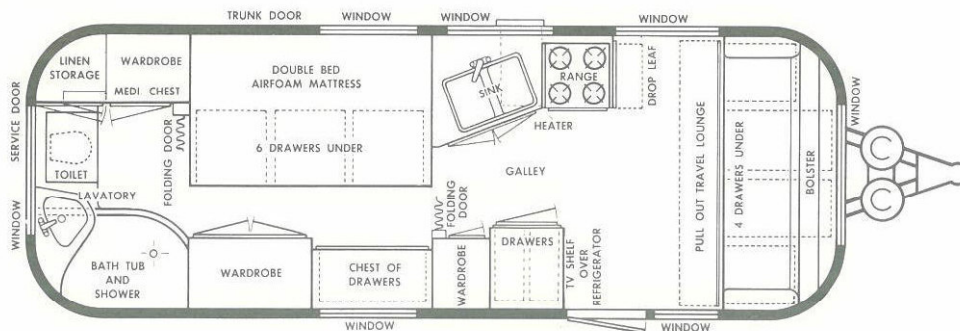 TRUNK DOOR
WINDOW
WINDOW
WINDOW
LINEN
STORAGE
WARDROBE
MEDI CHEST
DOUBLE BED
AIRFOAM MATTRESS
6 DRAWERS UNDER
SINK
RANGE
HEATER
DROP LEAF
SERVICE DOOR
TOILET
FOLDING DOOR
LAVATORY
WINDOW
BATH TUB
AND
SHOWER
WARDROBE
CHEST OF
DRAWERS
FOLDING
DOOR
WARDROBE
GALLEY
DRAWERS
TV SHELF
OVER
REFRIGERATOR
PULL OUT TRAVEL LOUNGE
4 DRAWERS UNDER
BOLSTER
WINDOW
WINDOW
WINDOW